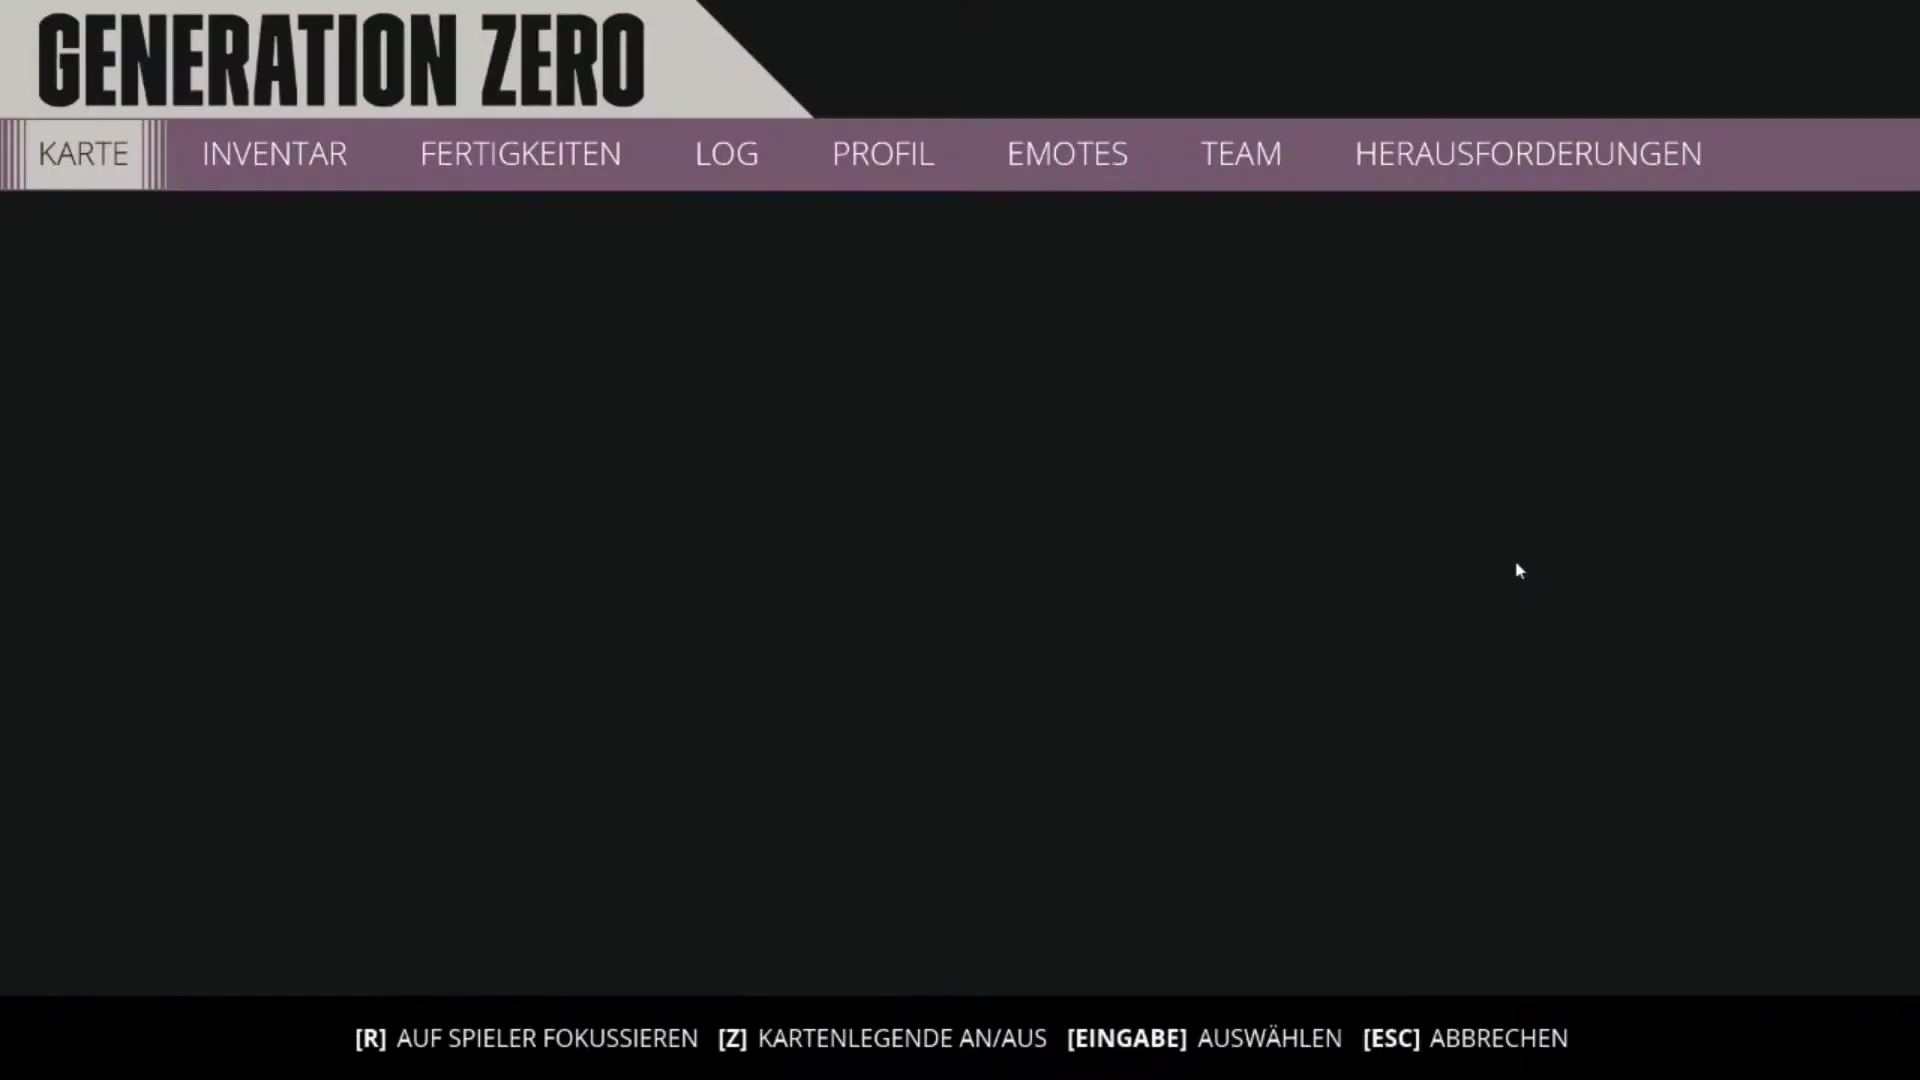 GENERATION ZERO
KARTE INVENTAR FERTIGKEITEN LOG PROFIL EMOTES TEAM HERAUSFORDERUNGEN
[R] AUF SPIELER FOKUSSIEREN [Z] KARTENLEGENDE AN/AUS [EINGABE] AUSWÄHLEN [ESC] ABBRECHEN